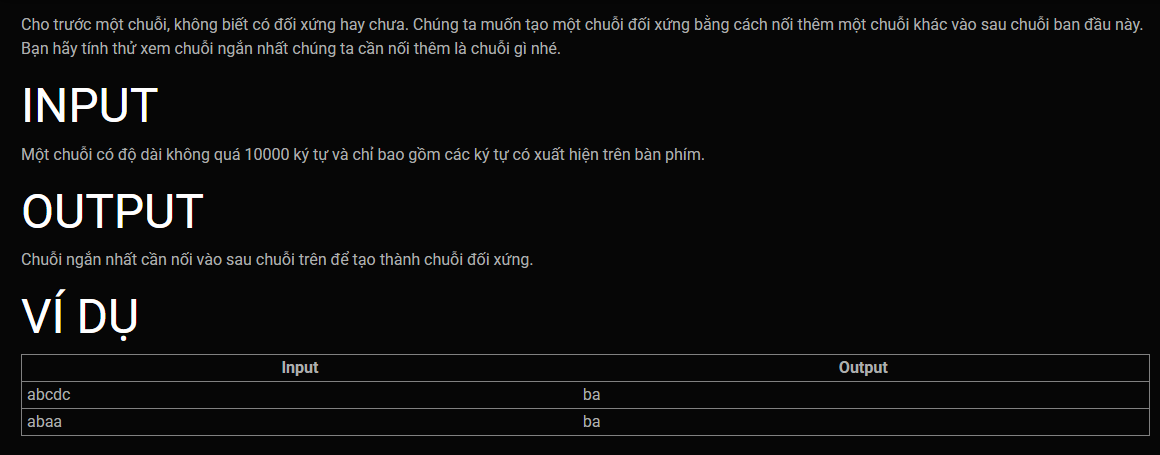 Cho trước một chuỗi, không biết có đối xứng hay chưa. Chúng ta muốn tạo một chuỗi đối xứng bằng cách nối thêm một chuỗi khác vào sau chuỗi ban đầu này.
Bạn hãy tính thử xem chuỗi ngắn nhất chúng ta cần nối thêm là chuỗi gì nhé.
INPUT
Một chuỗi có độ dài không quá 10000 ký tự và chỉ bao gồm các ký tự có xuất hiện trên bàn phím.
OUTPUT
Chuỗi ngắn nhất cần nối vào sau chuỗi trên để tạo thành chuỗi đối xứng.
VÍ DỤ
Input Output
abcdc ba
abaa ba